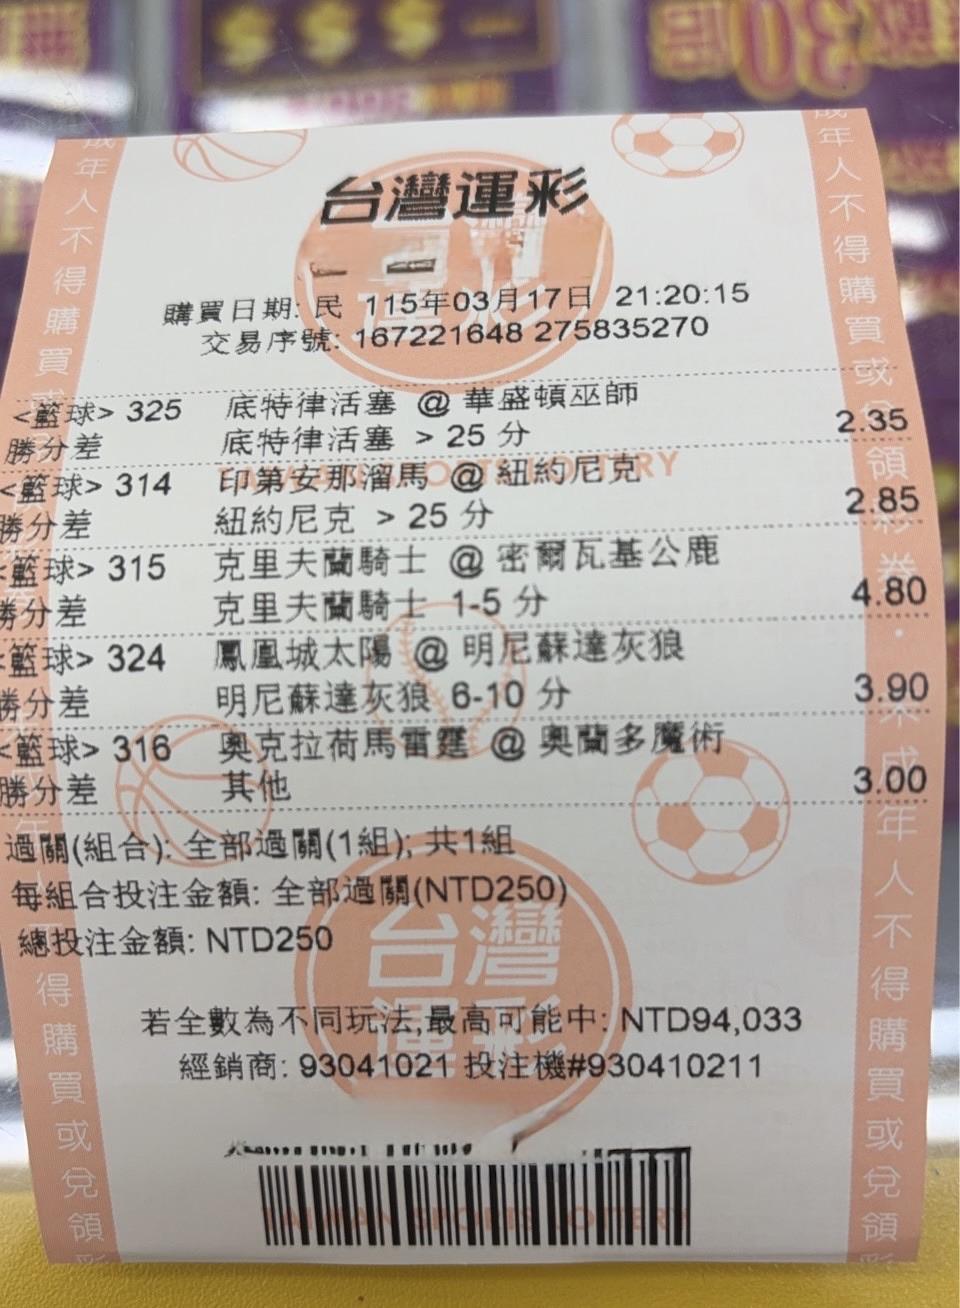 台灣運彩
購買日期: 民 115年03月17日 21:20:15
交易序號: 167221648 275835270
<籃球> 325 底特律活塞 @ 華盛頓巫師
勝分差 底特律活塞 > 25 分 2.35
<籃球> 314 印第安那溜馬 @ 紐約尼克
勝分差 紐約尼克 > 25 分 2.85
<籃球> 315 克里夫蘭騎士 @ 密爾瓦基公鹿
勝分差 克里夫蘭騎士 1-5 分 4.80
<籃球> 324 鳳凰城太陽 @ 明尼蘇達灰狼
勝分差 明尼蘇達灰狼 6-10 分 3.90
<籃球> 316 奧克拉荷馬雷霆 @ 奧蘭多魔術
勝分差 其他 3.00
過關(組合): 全部過關(1組); 共1組
每組合投注金額: 全部過關(NTD250)
總投注金額: NTD250
台灣
運彩
若全數為不同玩法,最高可能中: NTD94,033
經銷商: 93041021 投注機#930410211
TAIWAN SPORTS LOTTERY
成年人不得購買或兌領彩券
未成年人不得購買或兌領